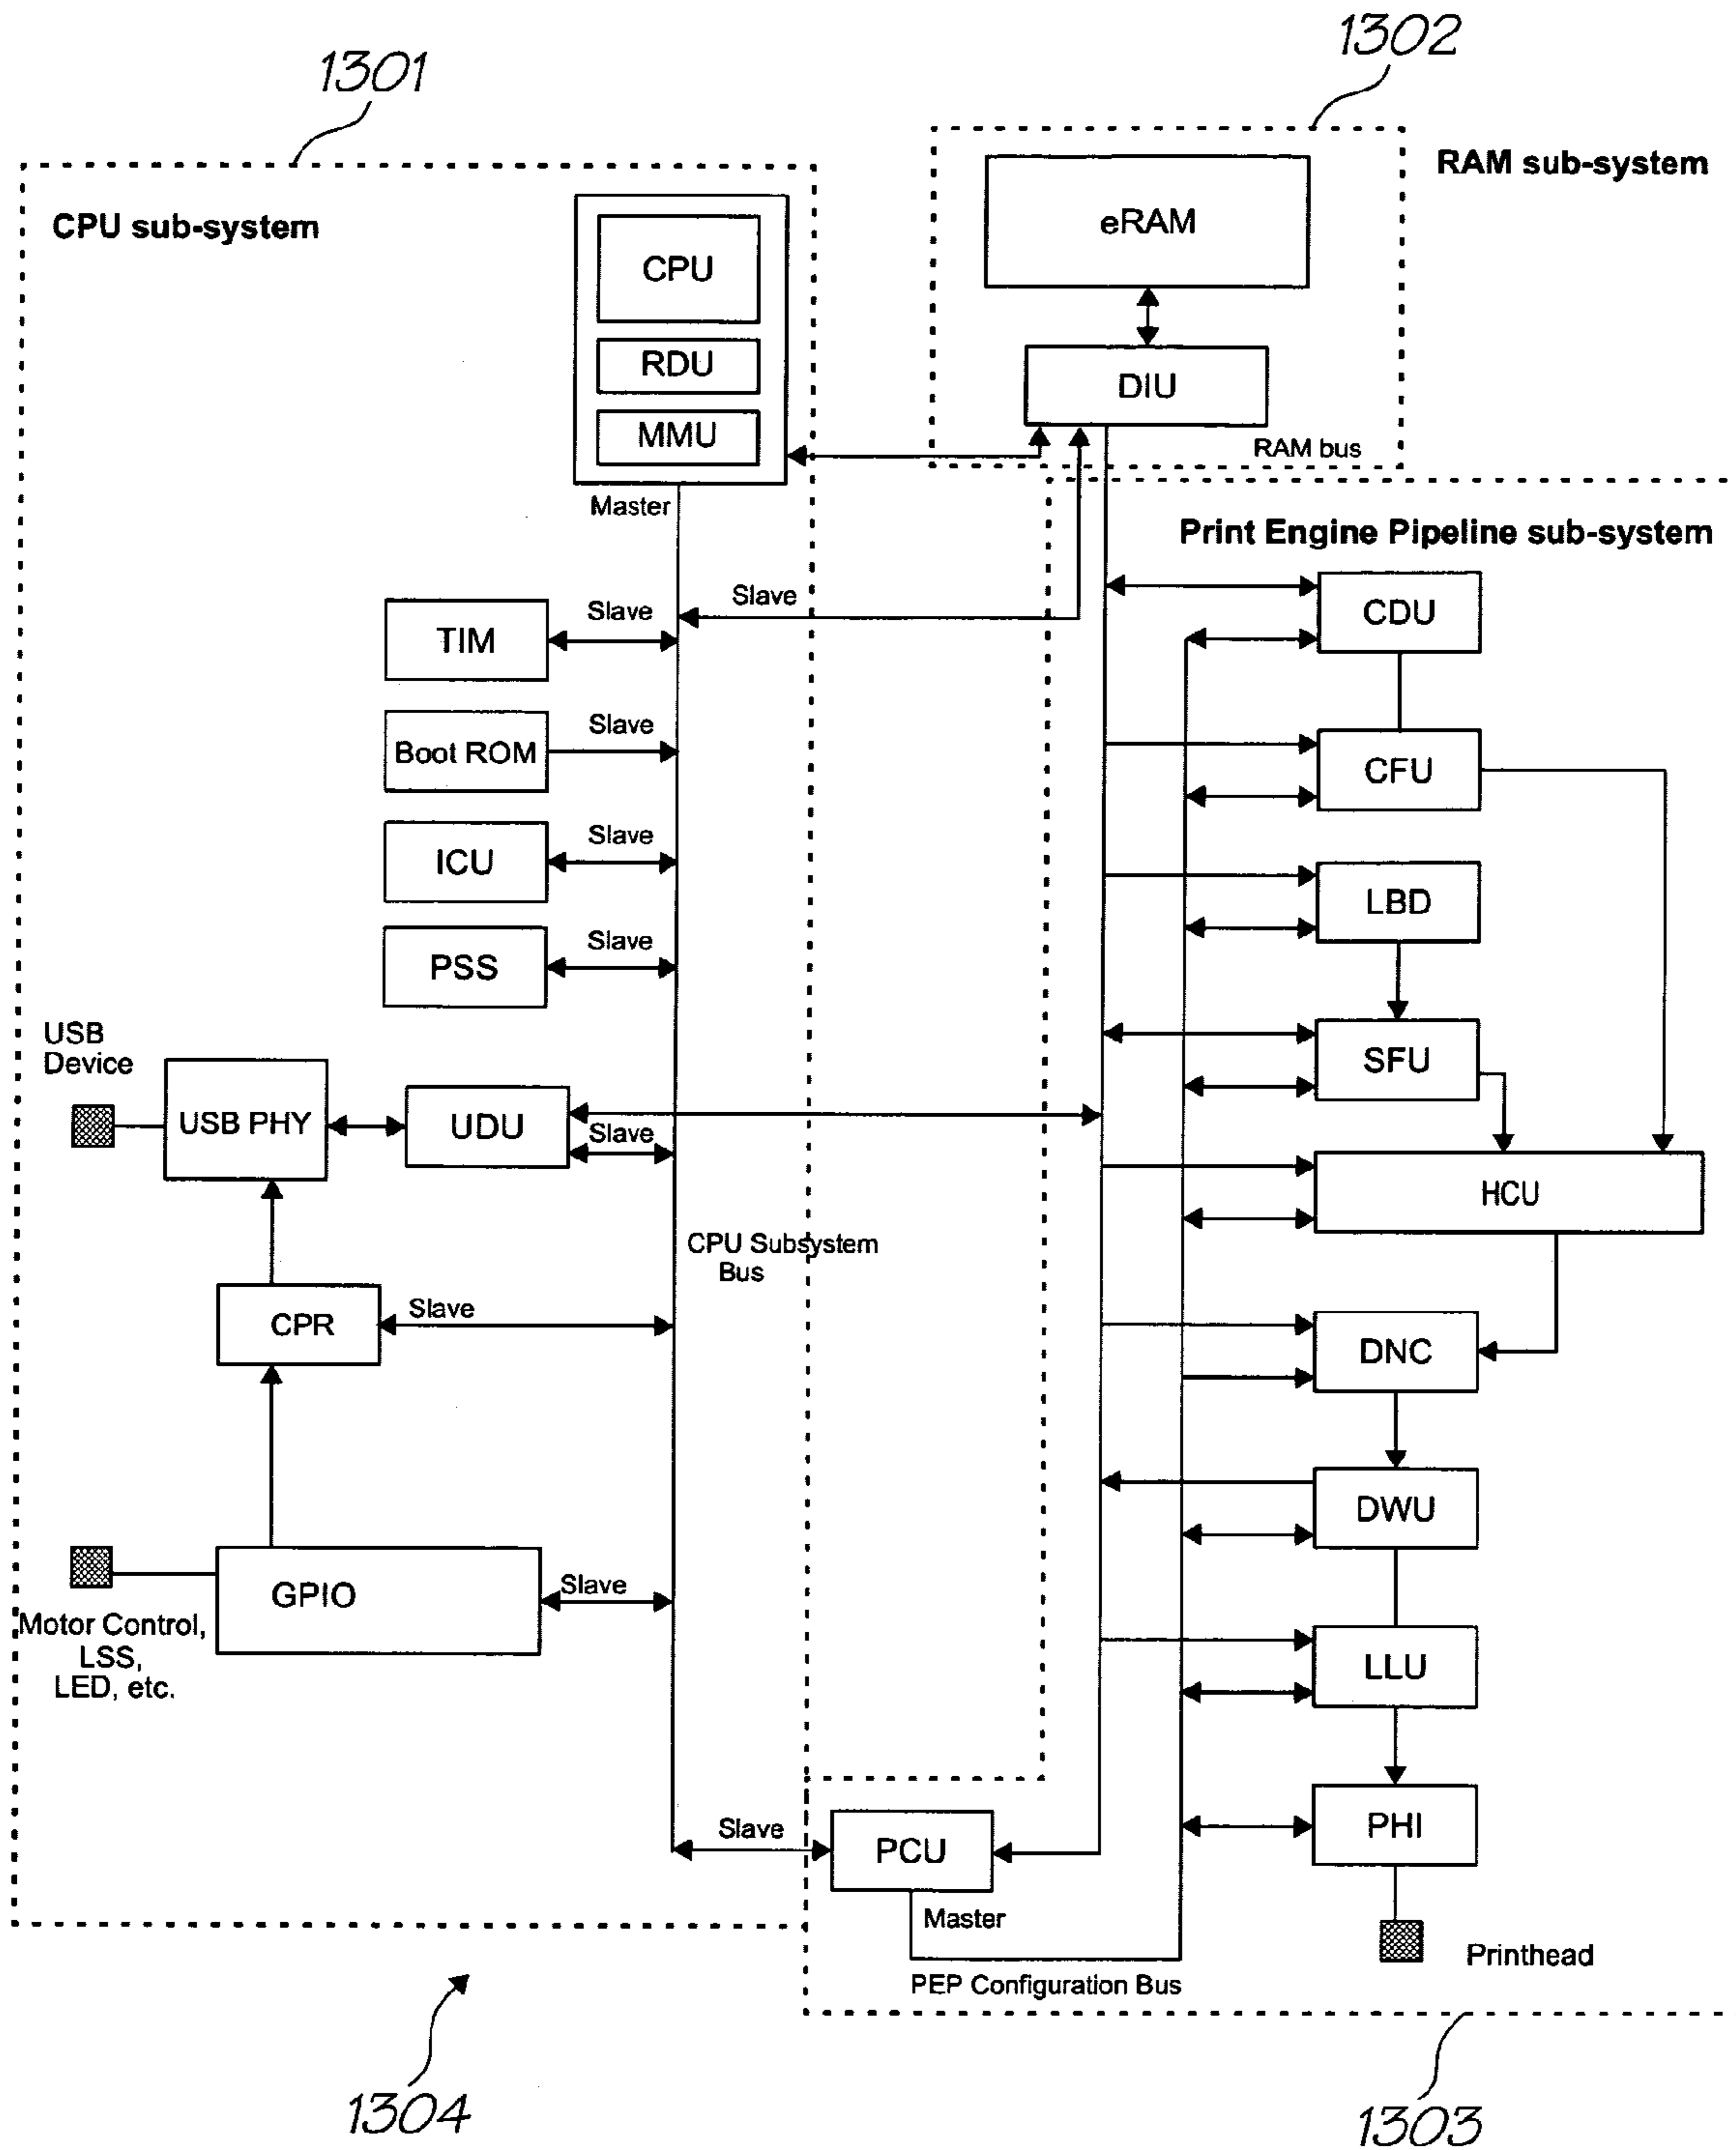 1301
1302
CPU sub-system
RAM sub-system
CPU
RDU
MMU
Master
eRAM
DIU
RAM bus
Print Engine Pipeline sub-system
Slave
TIM
Slave
Boot ROM
Slave
ICU
Slave
PSS
Slave
USB
Device
USB PHY
UDU
Slave
CPU Subsystem
Bus
CPR
Slave
GPIO
Slave
Motor Control,
LSS,
LED, etc.
CDU
CFU
LBD
SFU
HCU
DNC
DWU
LLU
PHI
Slave
PCU
Master
PEP Configuration Bus
Printhead
1304
1303